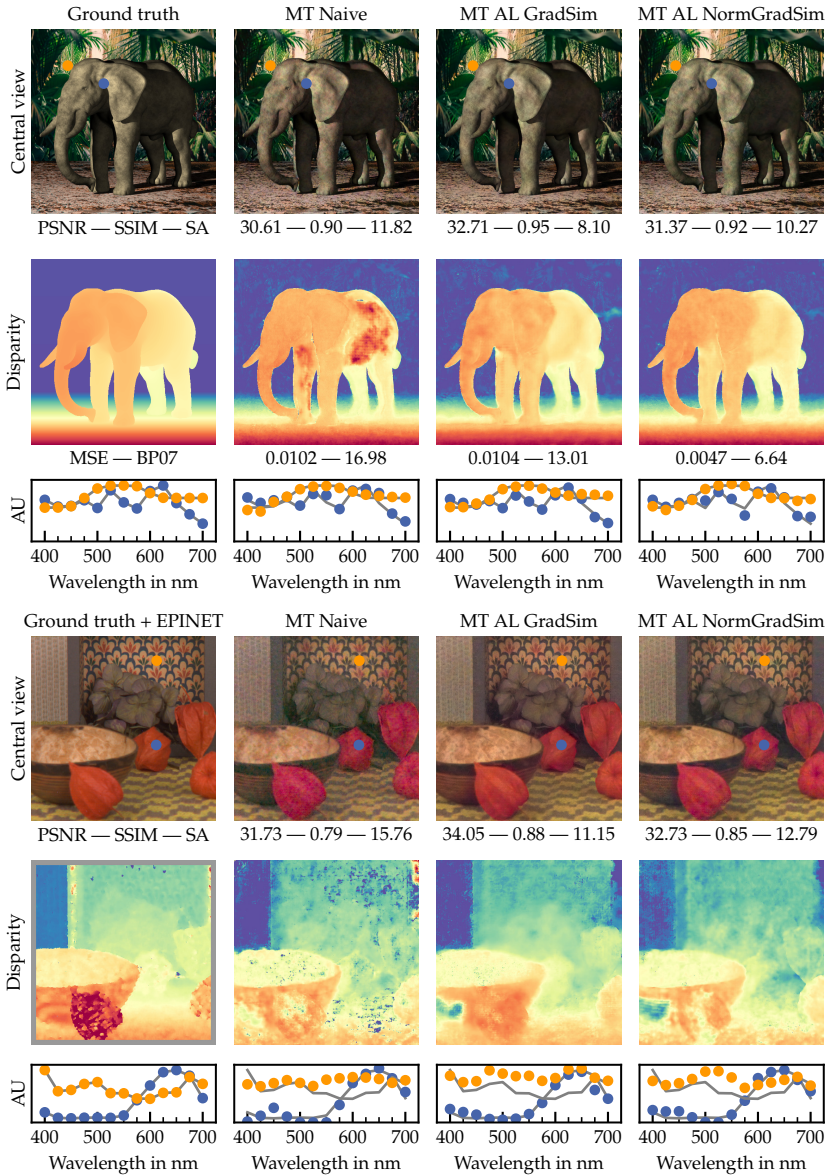 Ground truth MT Naive MT AL GradSim MT AL NormGradSim
Central view
PSNR — SSIM — SA 30.61 — 0.90 — 11.82 32.71 — 0.95 — 8.10 31.37 — 0.92 — 10.27
Disparity
MSE — BP07 0.0102 — 16.98 0.0104 — 13.01 0.0047 — 6.64
AU
400 500 600 700 400 500 600 700 400 500 600 700 400 500 600 700
Wavelength in nm Wavelength in nm Wavelength in nm Wavelength in nm
Ground truth + EPINET MT Naive MT AL GradSim MT AL NormGradSim
Central view
PSNR — SSIM — SA 31.73 — 0.79 — 15.76 34.05 — 0.88 — 11.15 32.73 — 0.85 — 12.79
Disparity
AU
400 500 600 700 400 500 600 700 400 500 600 700 400 500 600 700
Wavelength in nm Wavelength in nm Wavelength in nm Wavelength in nm